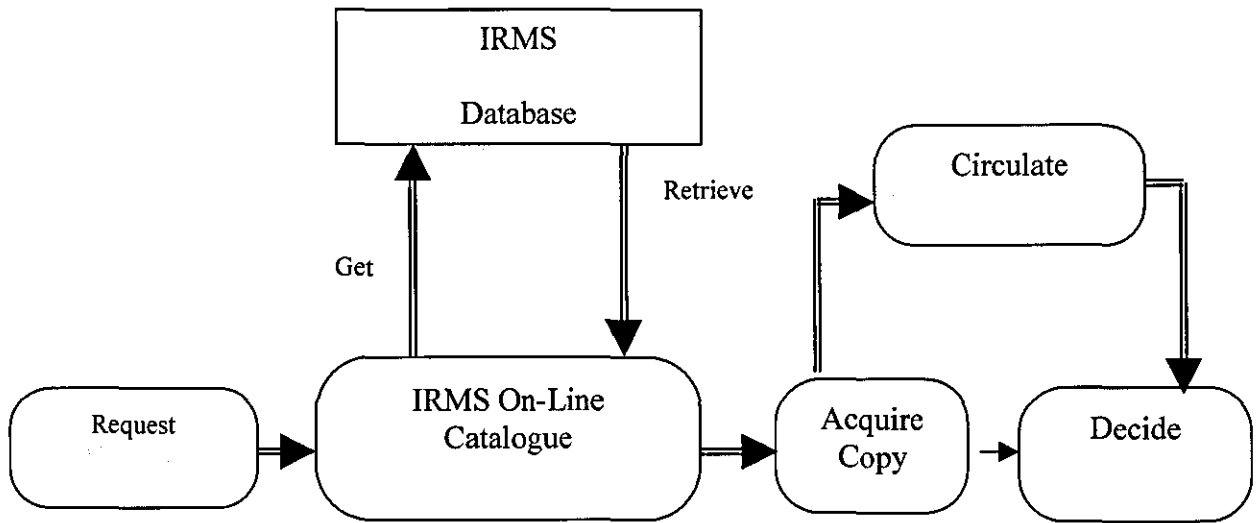 IRMS
Database
Circulate
Retrieve
Get
Request
IRMS On-Line
Catalogue
Acquire
Copy
Decide